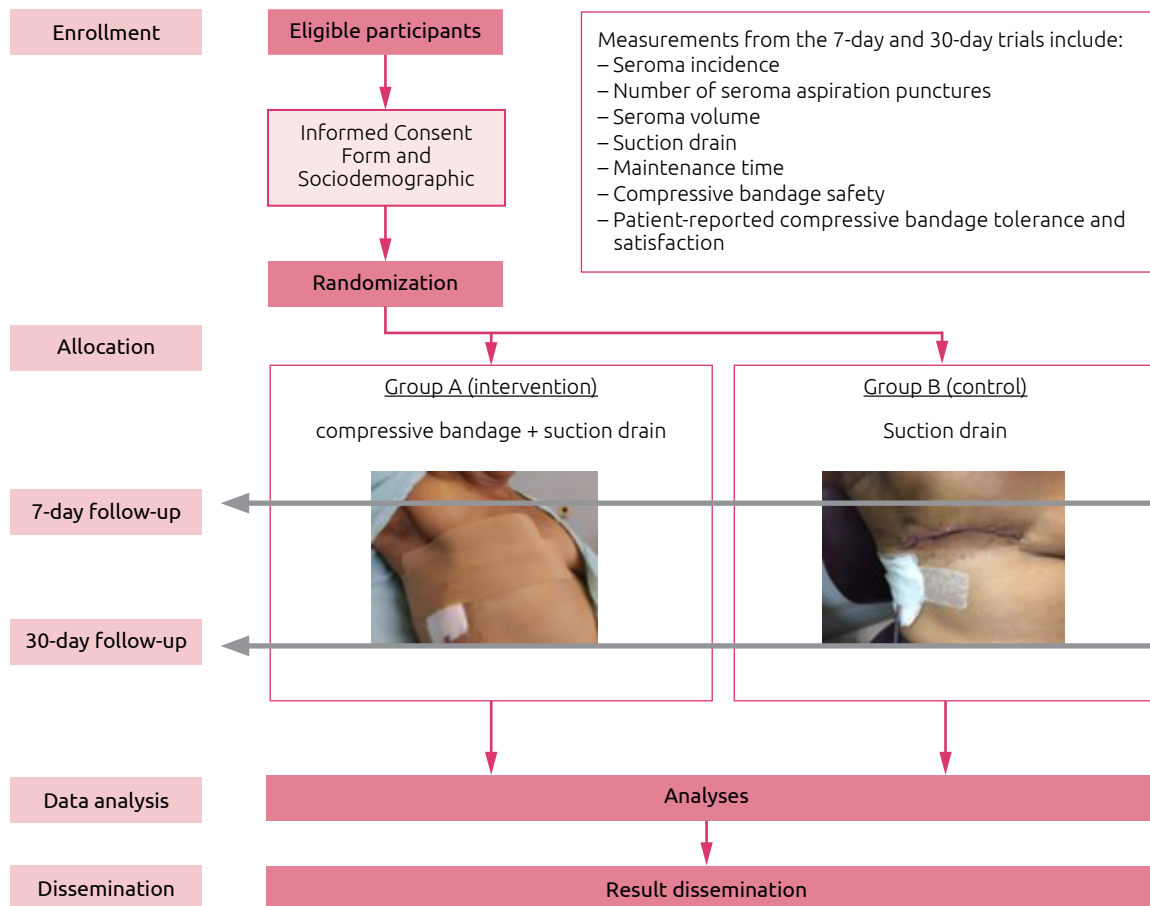 Enrollment
Eligible participants
Measurements from the 7-day and 30-day trials include:
– Seroma incidence
– Number of seroma aspiration punctures
– Seroma volume
– Suction drain
– Maintenance time
– Compressive bandage safety
– Patient-reported compressive bandage tolerance and
satisfaction
Informed Consent
Form and
Sociodemographic
Randomization
Allocation
Group A (intervention)
compressive bandage + suction drain
Group B (control)
Suction drain
7-day follow-up
30-day follow-up
Data analysis
Analyses
Dissemination
Result dissemination